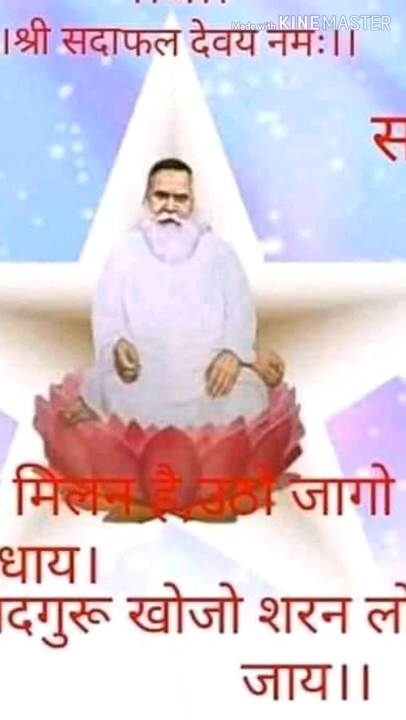 ।श्री सदाफल देवय नमः।।
Made with KINEMASTER
स
मिलन है,उठो जागो
धाय।
दगुरू खोजो शरन लो
जाय।।